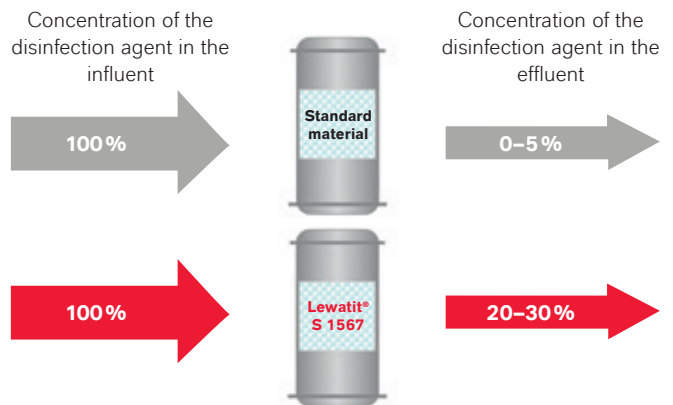 Concentration of the
disinfection agent in the
influent
Concentration of the
disinfection agent in the
effluent
100 %
Standard
material
0–5 %
100 %
Lewatit®
S 1567
20–30 %